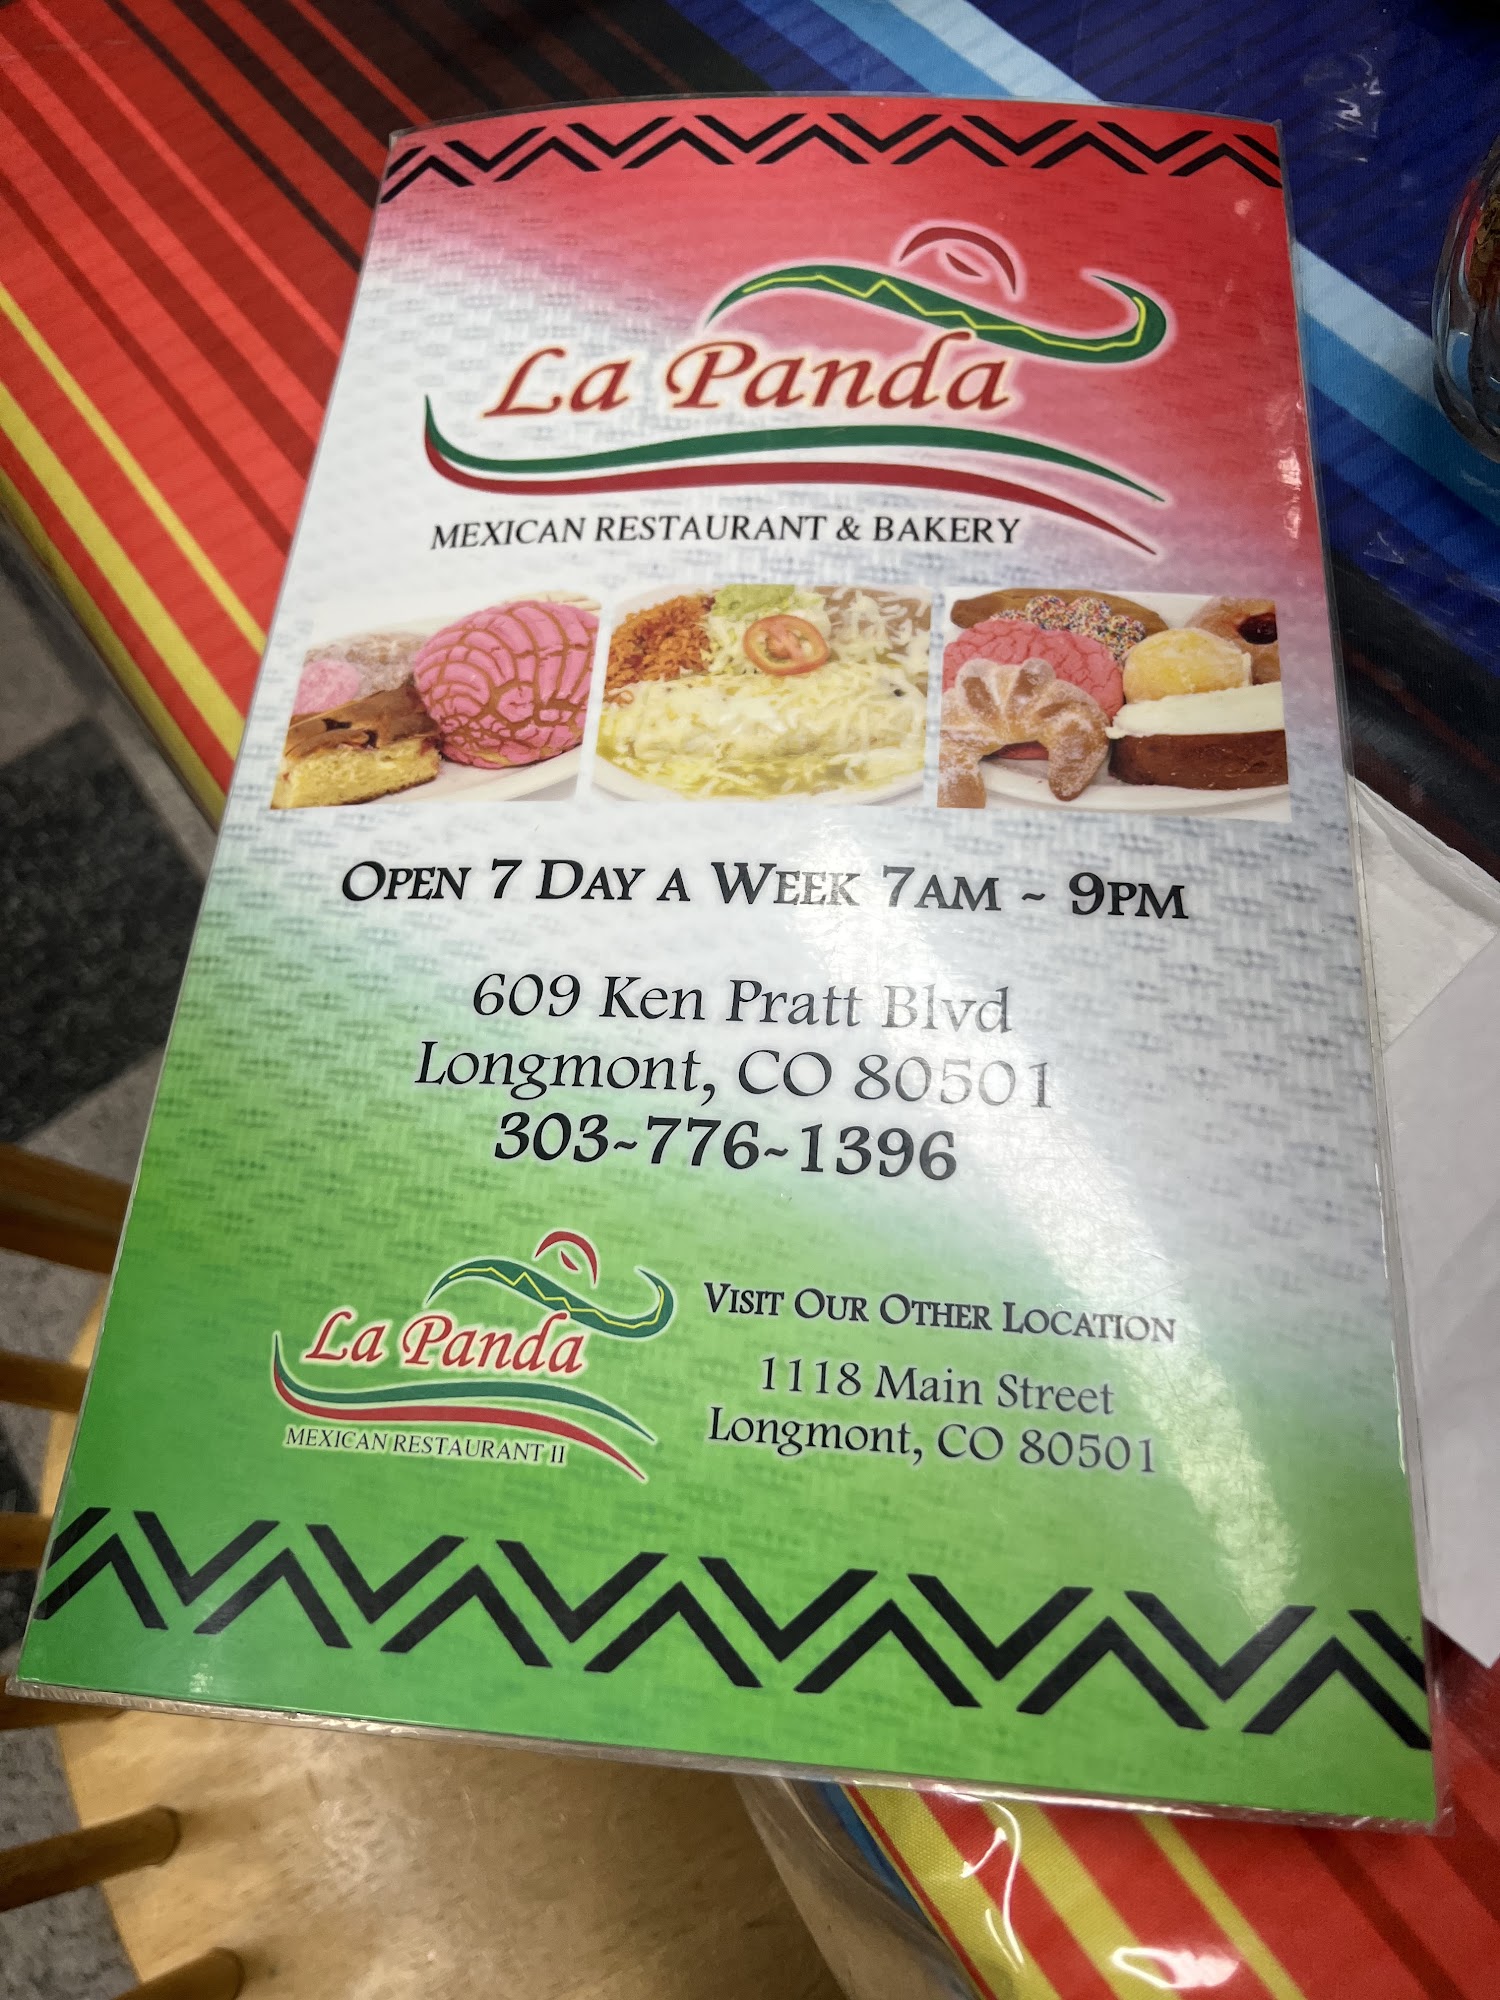 La Panda
MEXICAN RESTAURANT & BAKERY
OPEN 7 DAY A WEEK 7AM ~ 9PM
609 Ken Pratt Blvd
Longmont, CO 80501
303~776~1396
La Panda
MEXICAN RESTAURANT II
VISIT OUR OTHER LOCATION
1118 Main Street
Longmont, CO 80501